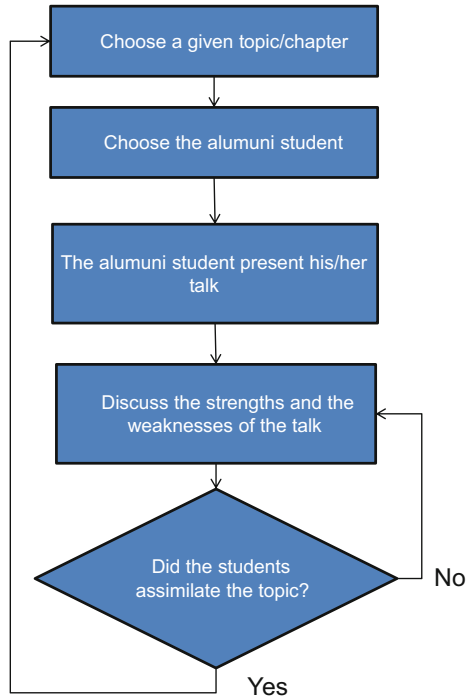 Choose a given topic/chapter
Choose the alumuni student
The alumuni student present his/her
talk
Discuss the strengths and the
weaknesses of the talk
Did the students
assimilate the topic?
No
Yes